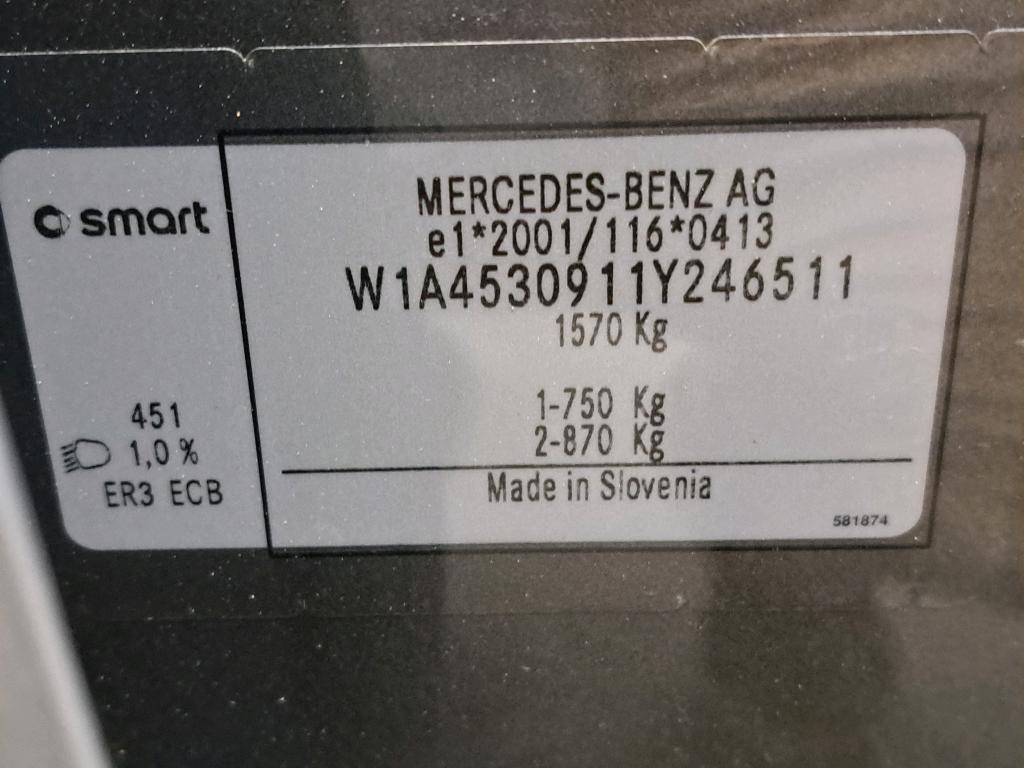 smart
451
1,0 %
ER3 ECB
MERCEDES-BENZ AG
e1*2001/116*0413
W1A4530911Y246511
1570 Kg
1-750 Kg
2-870 Kg
Made in Slovenia
581874